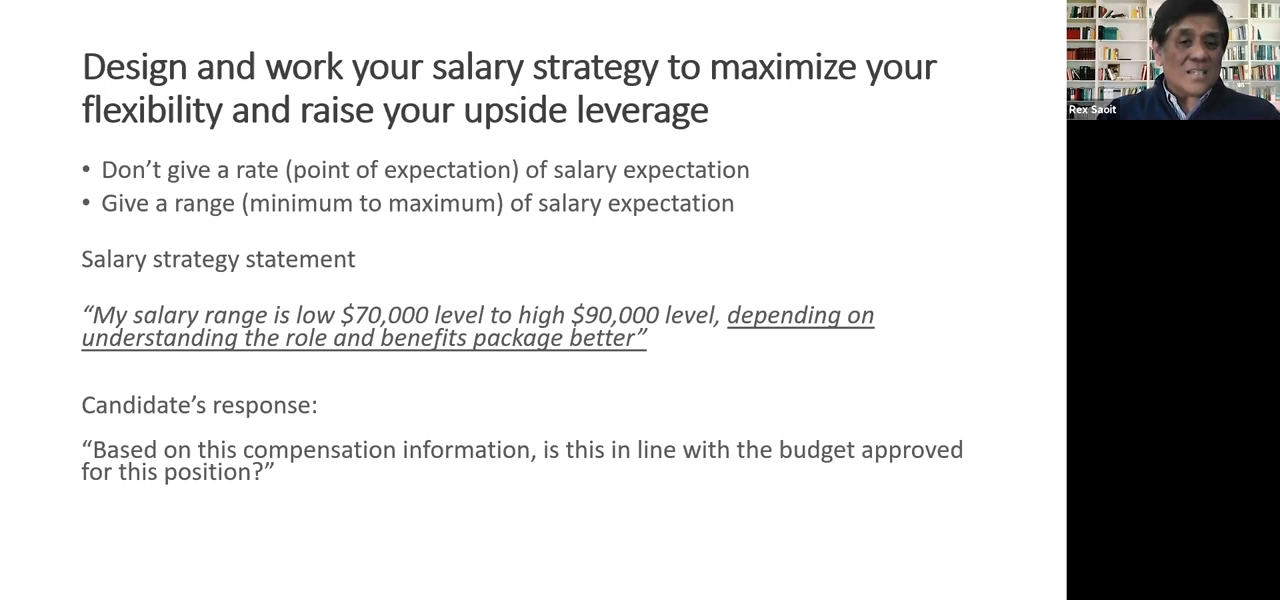 Design and work your salary strategy to maximize your
flexibility and raise your upside leverage
• Don’t give a rate (point of expectation) of salary expectation
• Give a range (minimum to maximum) of salary expectation
Salary strategy statement
“My salary range is low $70,000 level to high $90,000 level, depending on
understanding the role and benefits package better”
Candidate’s response:
“Based on this compensation information, is this in line with the budget approved
for this position?”
Rex Saoit